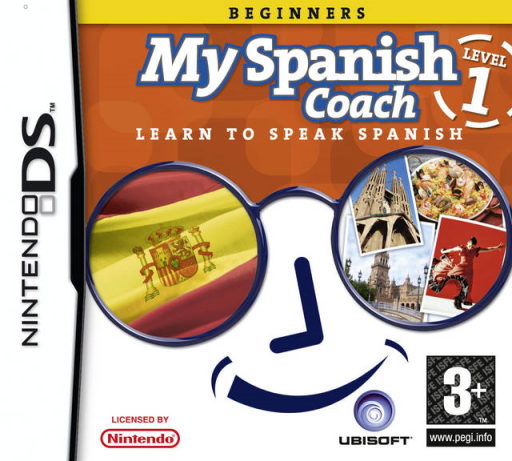 BEGINNERS
My Spanish
Coach
LEVEL
1
LEARN TO SPEAK SPANISH
NINTENDO DS™
LICENSED BY
Nintendo®
UBISOFT®
3+
www.pegi.info